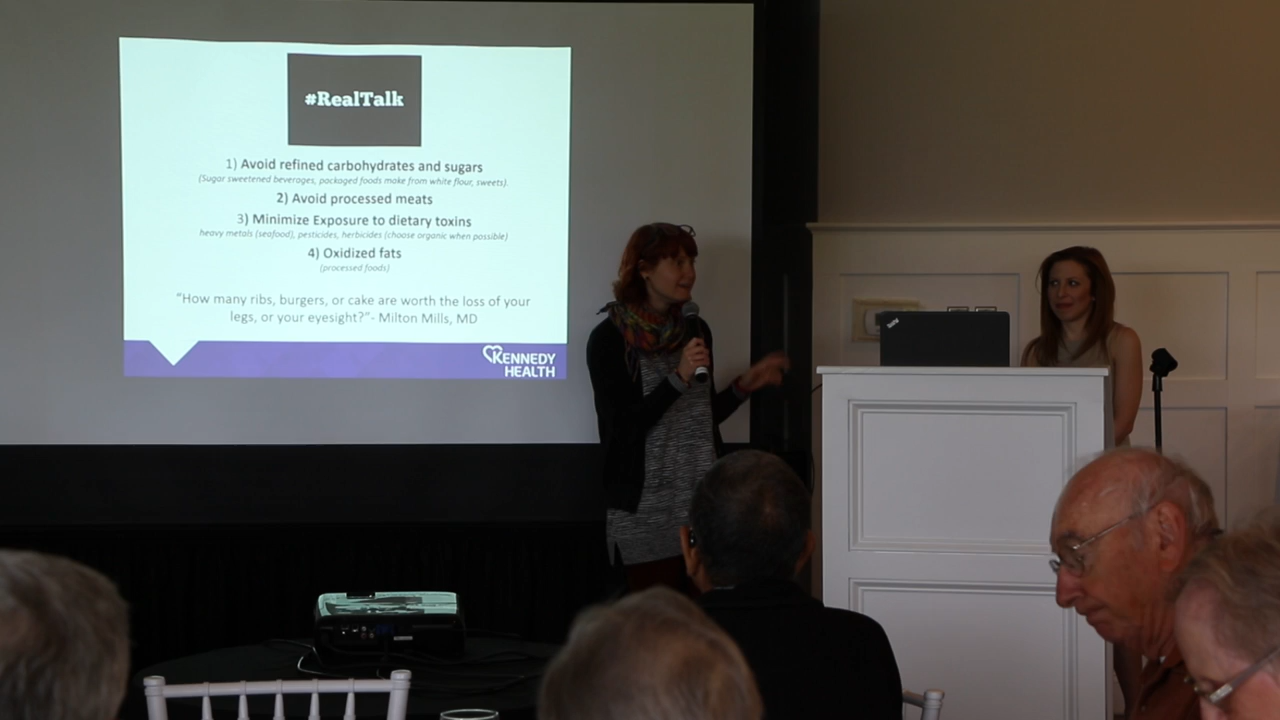 #RealTalk
1) Avoid refined carbohydrates and sugars
(Sugar sweetened beverages, packaged foods make from white flour, sweets).
2) Avoid processed meats
3) Minimize Exposure to dietary toxins
heavy metals (seafood), pesticides, herbicides (choose organic when possible)
4) Oxidized fats
(processed foods)
"How many ribs, burgers, or cake are worth the loss of your
legs, or your eyesight?"- Milton Mills, MD
KENNEDY
HEALTH